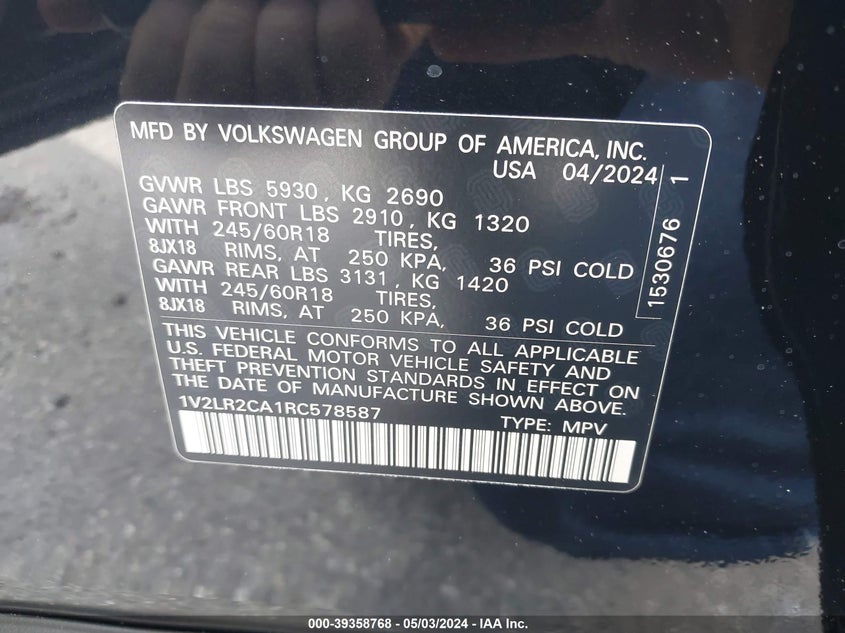 MFD BY VOLKSWAGEN GROUP OF AMERICA, INC.
USA 04/2024
GVWR LBS 5930, KG 2690
GAWR FRONT LBS 2910, KG 1320
WITH 245/60R18 TIRES,
8JX18 RIMS, AT 250 KPA, 36 PSI COLD
GAWR REAR LBS 3131, KG 1420
WITH 245/60R18 TIRES,
8JX18 RIMS, AT 250 KPA, 36 PSI COLD
1530676 1
THIS VEHICLE CONFORMS TO ALL APPLICABLE
U.S. FEDERAL MOTOR VEHICLE SAFETY AND
THEFT PREVENTION STANDARDS IN EFFECT ON
THE DATE OF MANUFACTURE SHOWN ABOVE.
1V2LR2CA1RC578587 TYPE: MPV
000-39358768 - 05/03/2024 - IAA Inc.